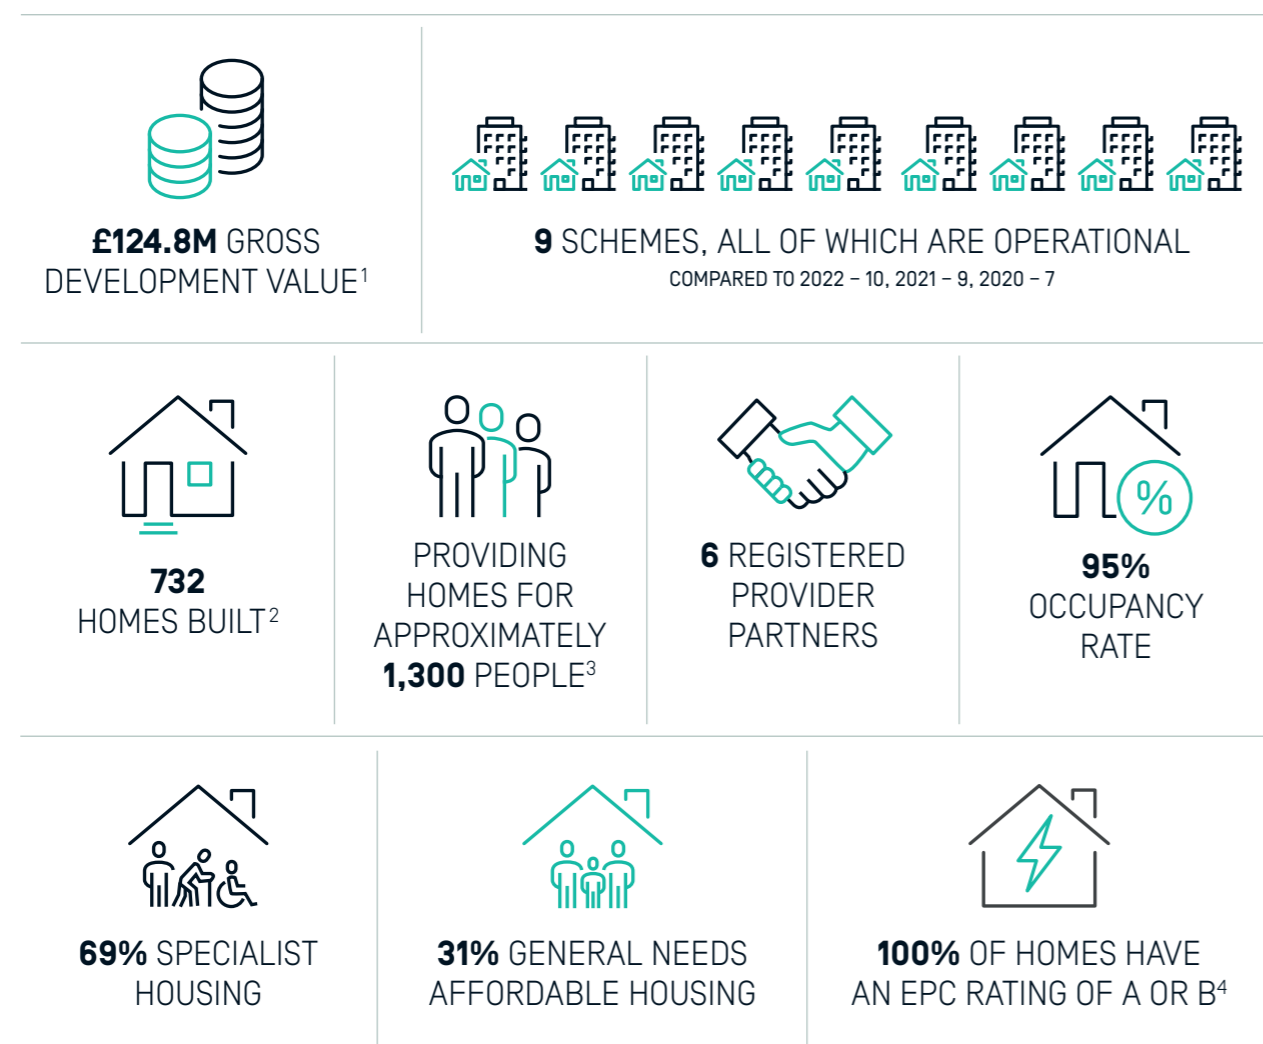 £124.8M GROSS
DEVELOPMENT VALUE¹
9 SCHEMES, ALL OF WHICH ARE OPERATIONAL
COMPARED TO 2022 – 10, 2021 – 9, 2020 – 7
732
HOMES BUILT²
PROVIDING
HOMES FOR
APPROXIMATELY
1,300 PEOPLE³
6 REGISTERED
PROVIDER
PARTNERS
%
95%
OCCUPANCY
RATE
69% SPECIALIST
HOUSING
31% GENERAL NEEDS
AFFORDABLE HOUSING
100% OF HOMES HAVE
AN EPC RATING OF A OR B⁴